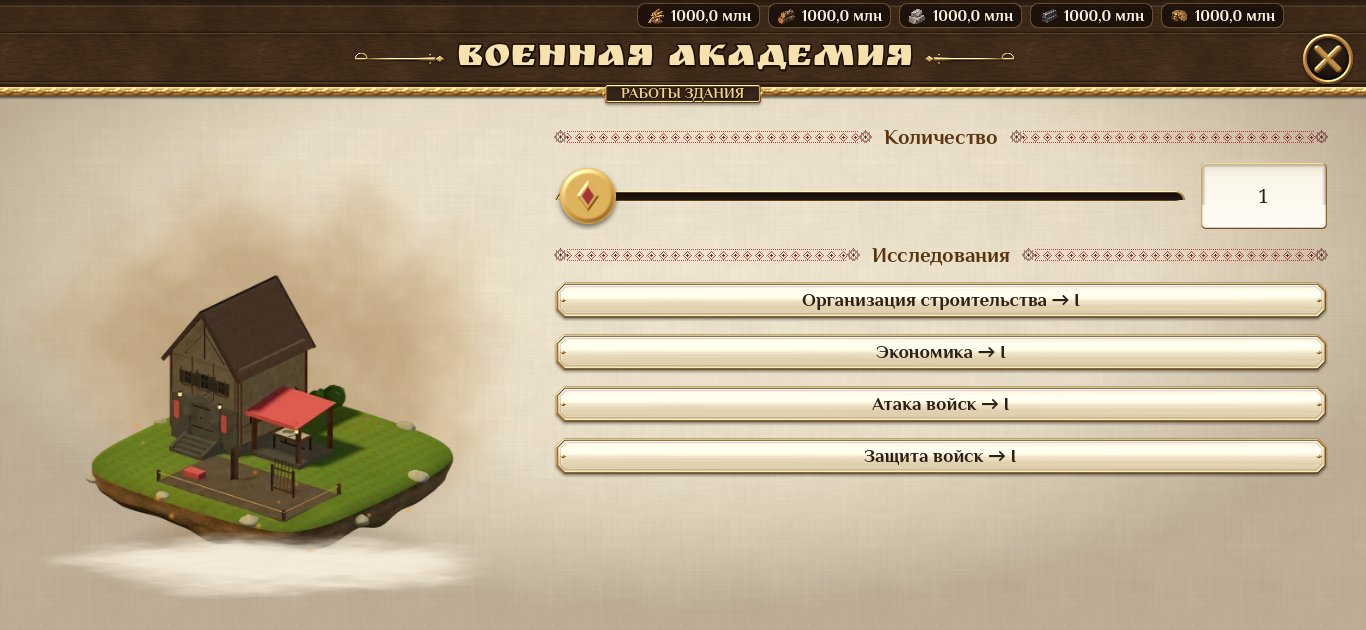 1000,0 млн 1000,0 млн 1000,0 млн 1000,0 млн 1000,0 млн
ВОЕННАЯ АКАДЕМИЯ
РАБОТЫ ЗДАНИЯ
Количество
1
Исследования
Организация строительства → I
Экономика → I
Атака войск → I
Защита войск → I